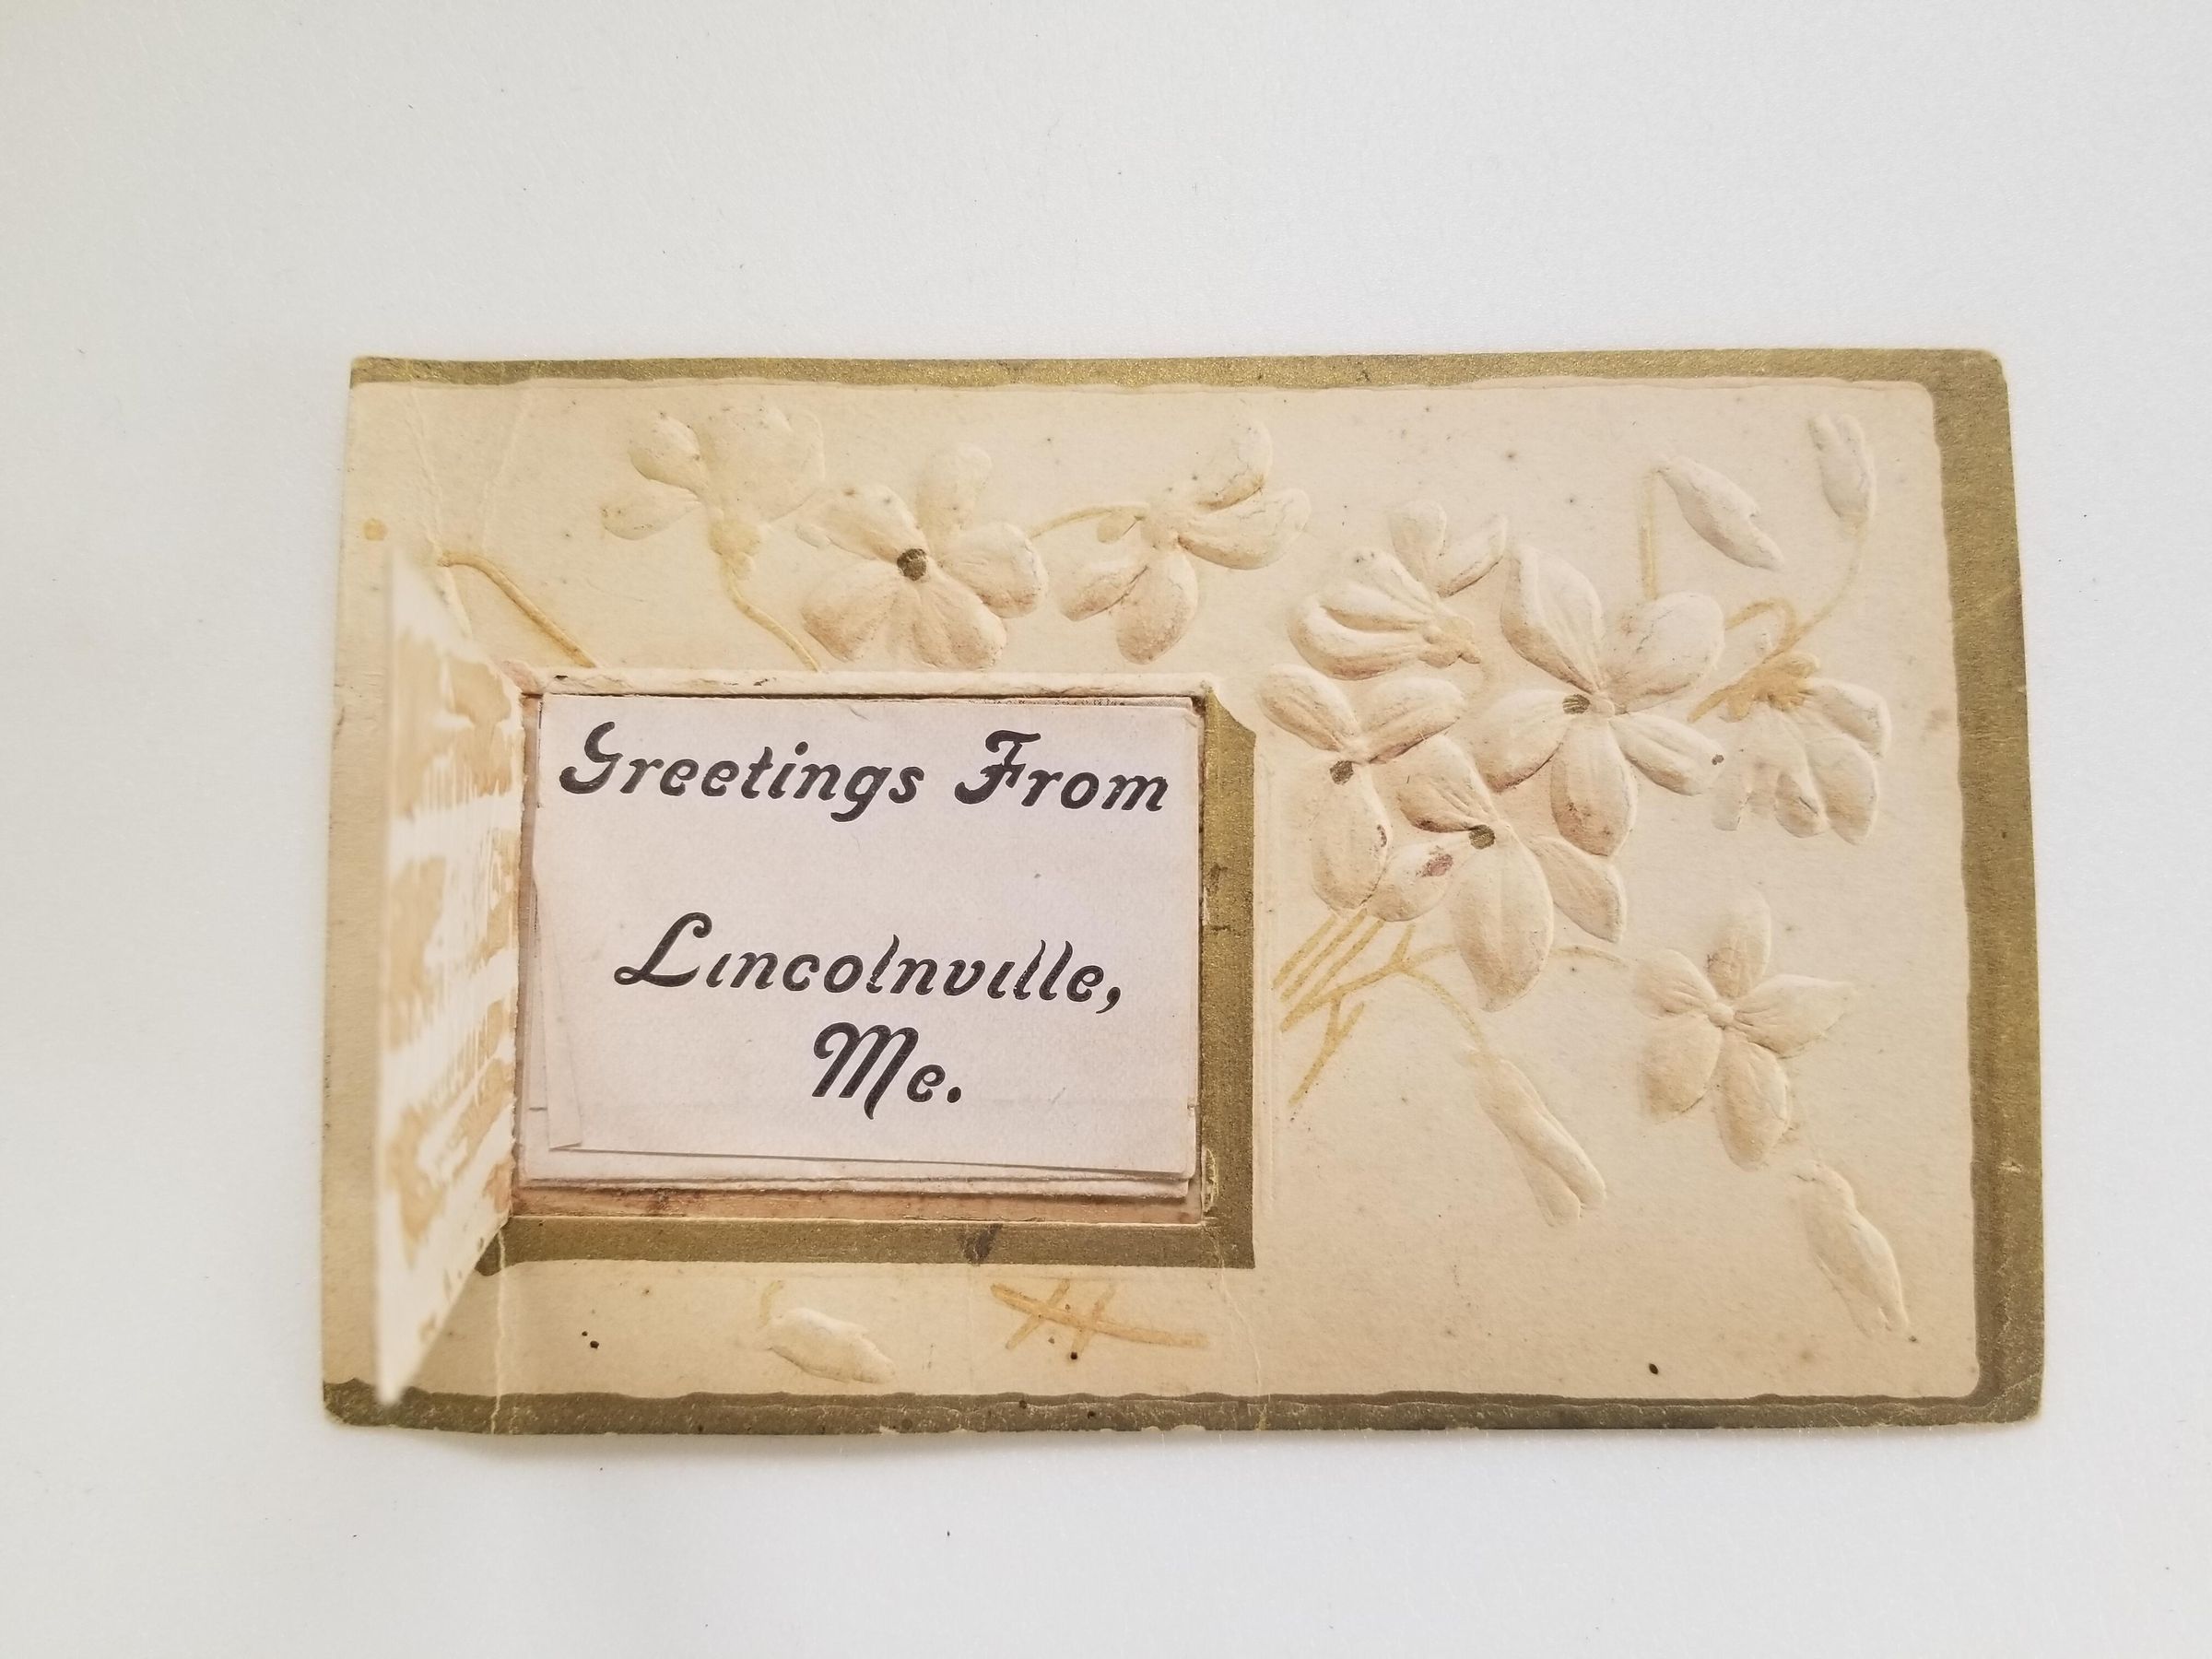 Greetings From
Lincolnville,
Me.